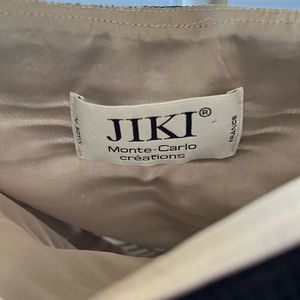 MADE IN
JIKI®
Monte-Carlo
créations
FRANCE